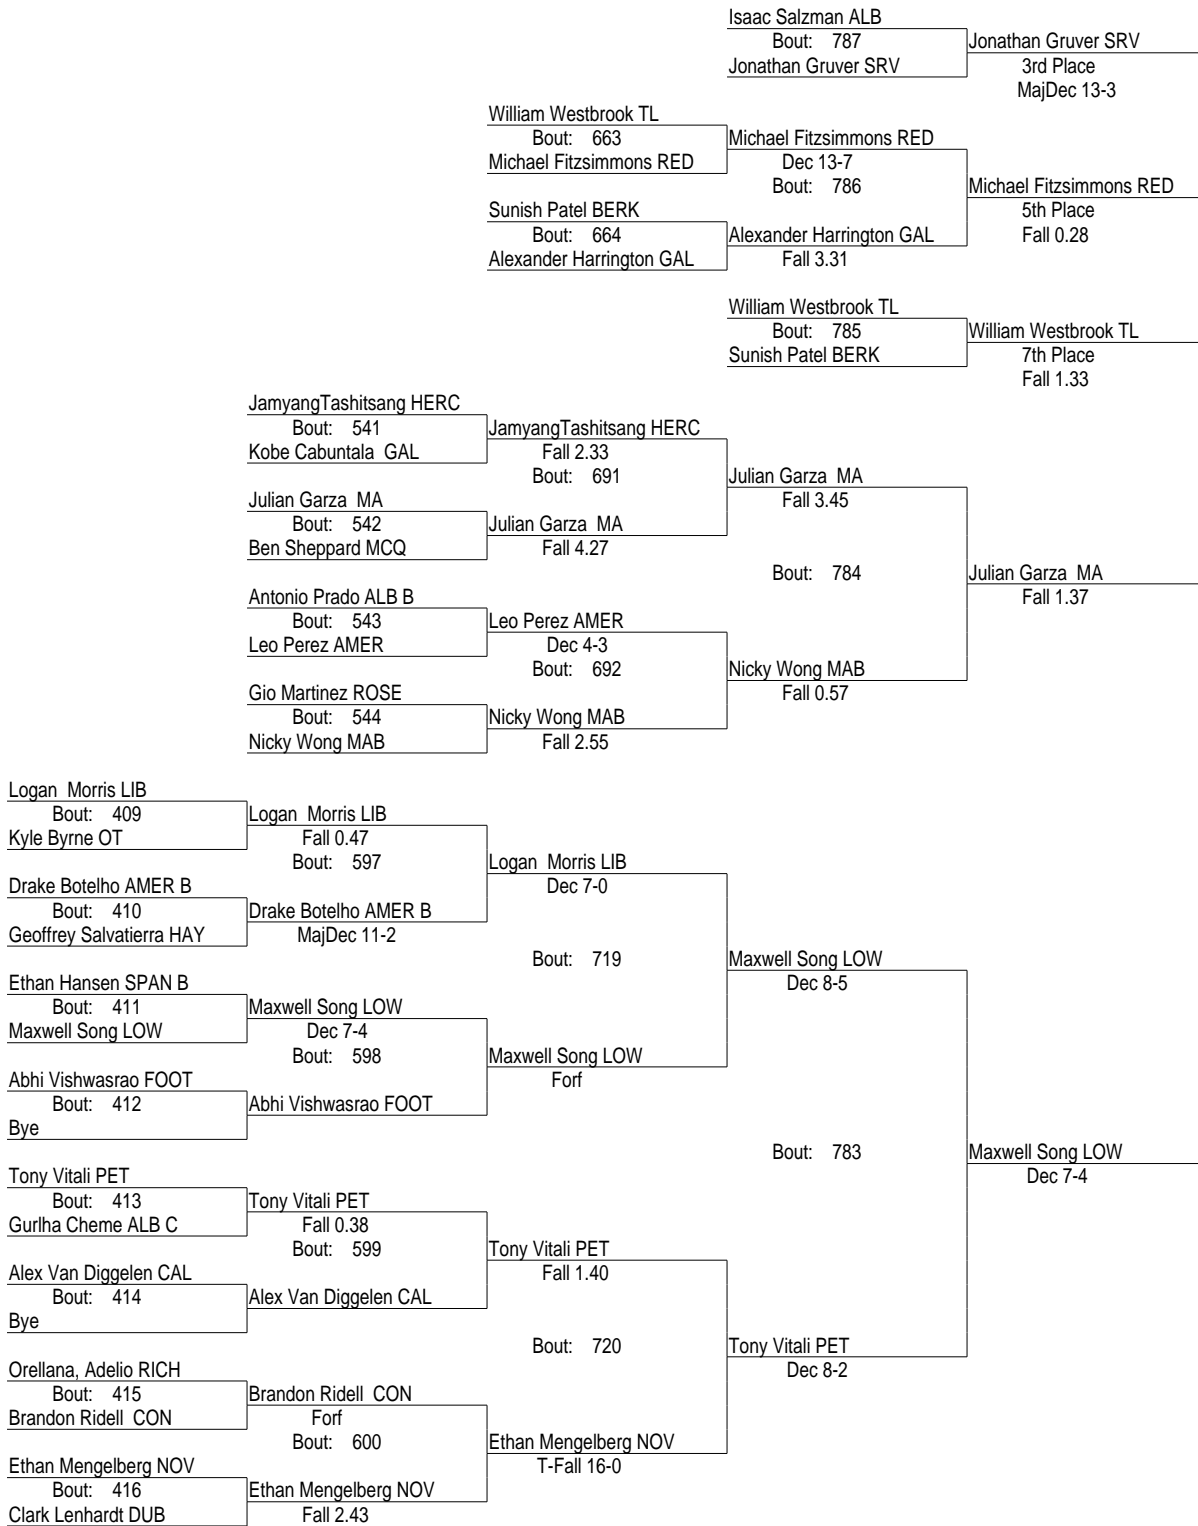 Isaac Salzman ALB
Bout: 787
Jonathan Gruver SRV
Jonathan Gruver SRV
3rd Place
MajDec 13-3
William Westbrook TL
Bout: 663
Michael Fitzsimmons RED
Michael Fitzsimmons RED
Dec 13-7
Bout: 786
Michael Fitzsimmons RED
5th Place
Fall 0.28
Sunish Patel BERK
Bout: 664
Alexander Harrington GAL
Alexander Harrington GAL
Fall 3.31
William Westbrook TL
Bout: 785
Sunish Patel BERK
William Westbrook TL
7th Place
Fall 1.33
JamyangTashitsang HERC
Bout: 541
Kobe Cabuntala GAL
JamyangTashitsang HERC
Fall 2.33
Bout: 691
Julian Garza MA
Fall 3.45
Julian Garza MA
Bout: 542
Ben Sheppard MCQ
Julian Garza MA
Fall 4.27
Bout: 784
Julian Garza MA
Fall 1.37
Antonio Prado ALB B
Bout: 543
Leo Perez AMER
Leo Perez AMER
Dec 4-3
Bout: 692
Nicky Wong MAB
Fall 0.57
Gio Martinez ROSE
Bout: 544
Nicky Wong MAB
Nicky Wong MAB
Fall 2.55
Logan Morris LIB
Bout: 409
Kyle Byrne OT
Logan Morris LIB
Fall 0.47
Bout: 597
Logan Morris LIB
Dec 7-0
Drake Botelho AMER B
Bout: 410
Geoffrey Salvatierra HAY
Drake Botelho AMER B
MajDec 11-2
Bout: 719
Maxwell Song LOW
Dec 8-5
Ethan Hansen SPAN B
Bout: 411
Maxwell Song LOW
Maxwell Song LOW
Dec 7-4
Bout: 598
Maxwell Song LOW
Forf
Abhi Vishwasrao FOOT
Bout: 412
Bye
Abhi Vishwasrao FOOT
Bout: 783
Maxwell Song LOW
Dec 7-4
Tony Vitali PET
Bout: 413
Gurlha Cheme ALB C
Tony Vitali PET
Fall 0.38
Bout: 599
Tony Vitali PET
Fall 1.40
Alex Van Diggelen CAL
Bout: 414
Bye
Alex Van Diggelen CAL
Bout: 720
Tony Vitali PET
Dec 8-2
Orellana, Adelio RICH
Bout: 415
Brandon Ridell CON
Brandon Ridell CON
Forf
Bout: 600
Ethan Mengelberg NOV
T-Fall 16-0
Ethan Mengelberg NOV
Bout: 416
Clark Lenhardt DUB
Ethan Mengelberg NOV
Fall 2.43